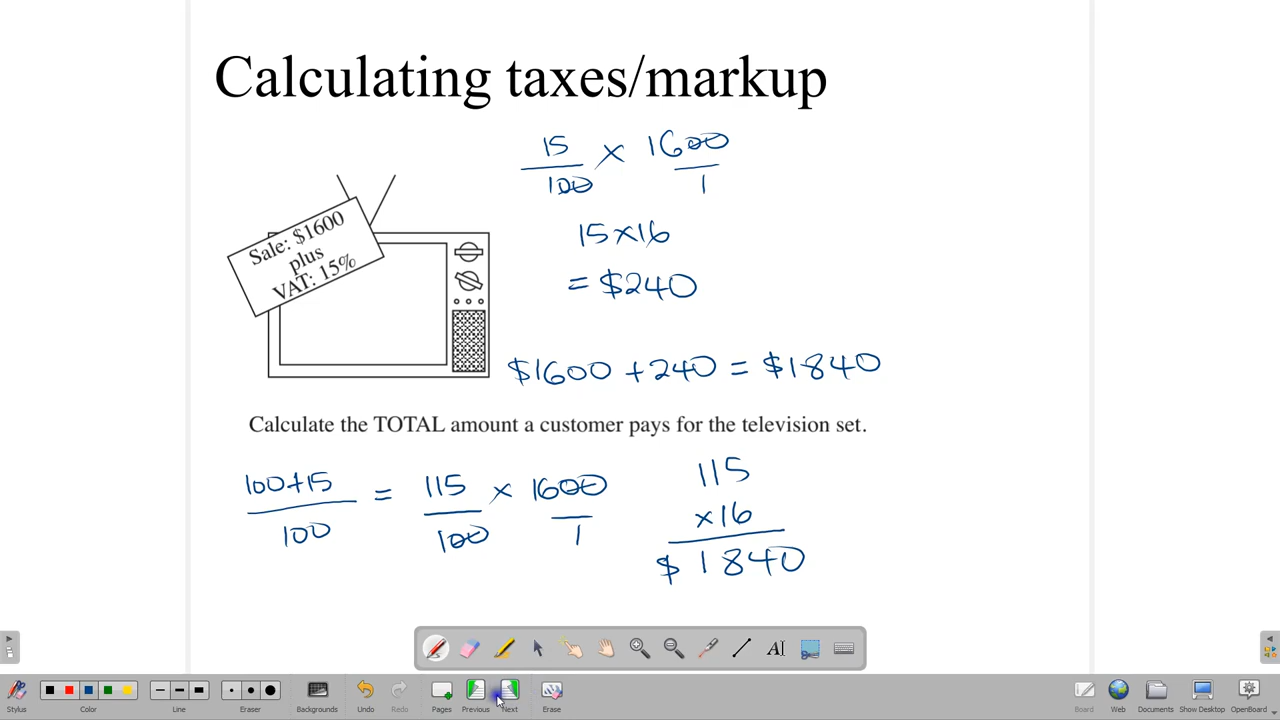 Calculating taxes/markup
15/100 × 1600/1
15×16
= $240
Sale: $1600
plus
VAT: 15%
$1600 + 240 = $1840
Calculate the TOTAL amount a customer pays for the television set.
100+15/100 = 115/100 × 1600/1
115
×16
$1840
Stylus
Color
Line
Eraser
Backgrounds
Undo
Redo
Pages
Previous
Next
Erase
Board
Web
Documents
Show Desktop
OpenBoard